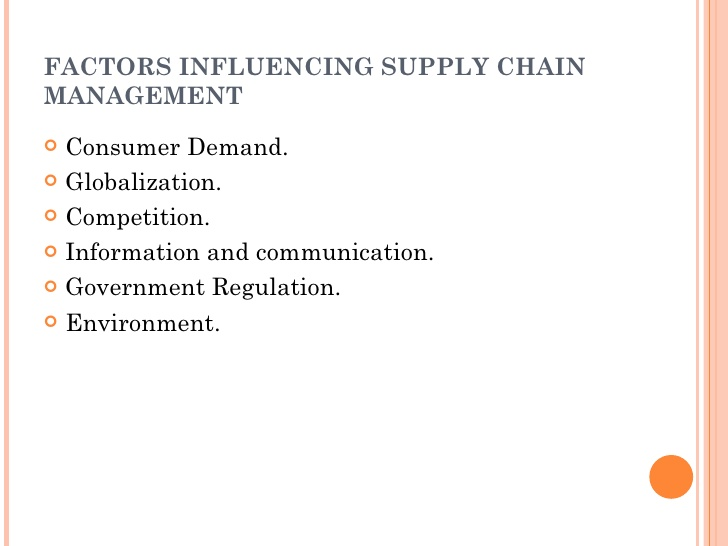 FACTORS INFLUENCING SUPPLY CHAIN
MANAGEMENT
Consumer Demand.
Globalization.
Competition.
Information and communication.
Government Regulation.
Environment.